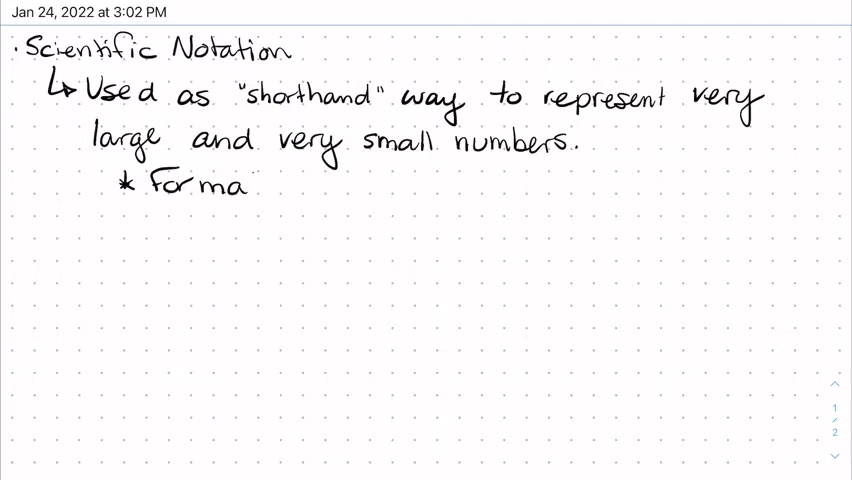 Jan 24, 2022 at 3:02 PM
· Scientific Notation
↳ Used as "shorthand" way to represent very
large and very small numbers.
* Forma
1
/
2